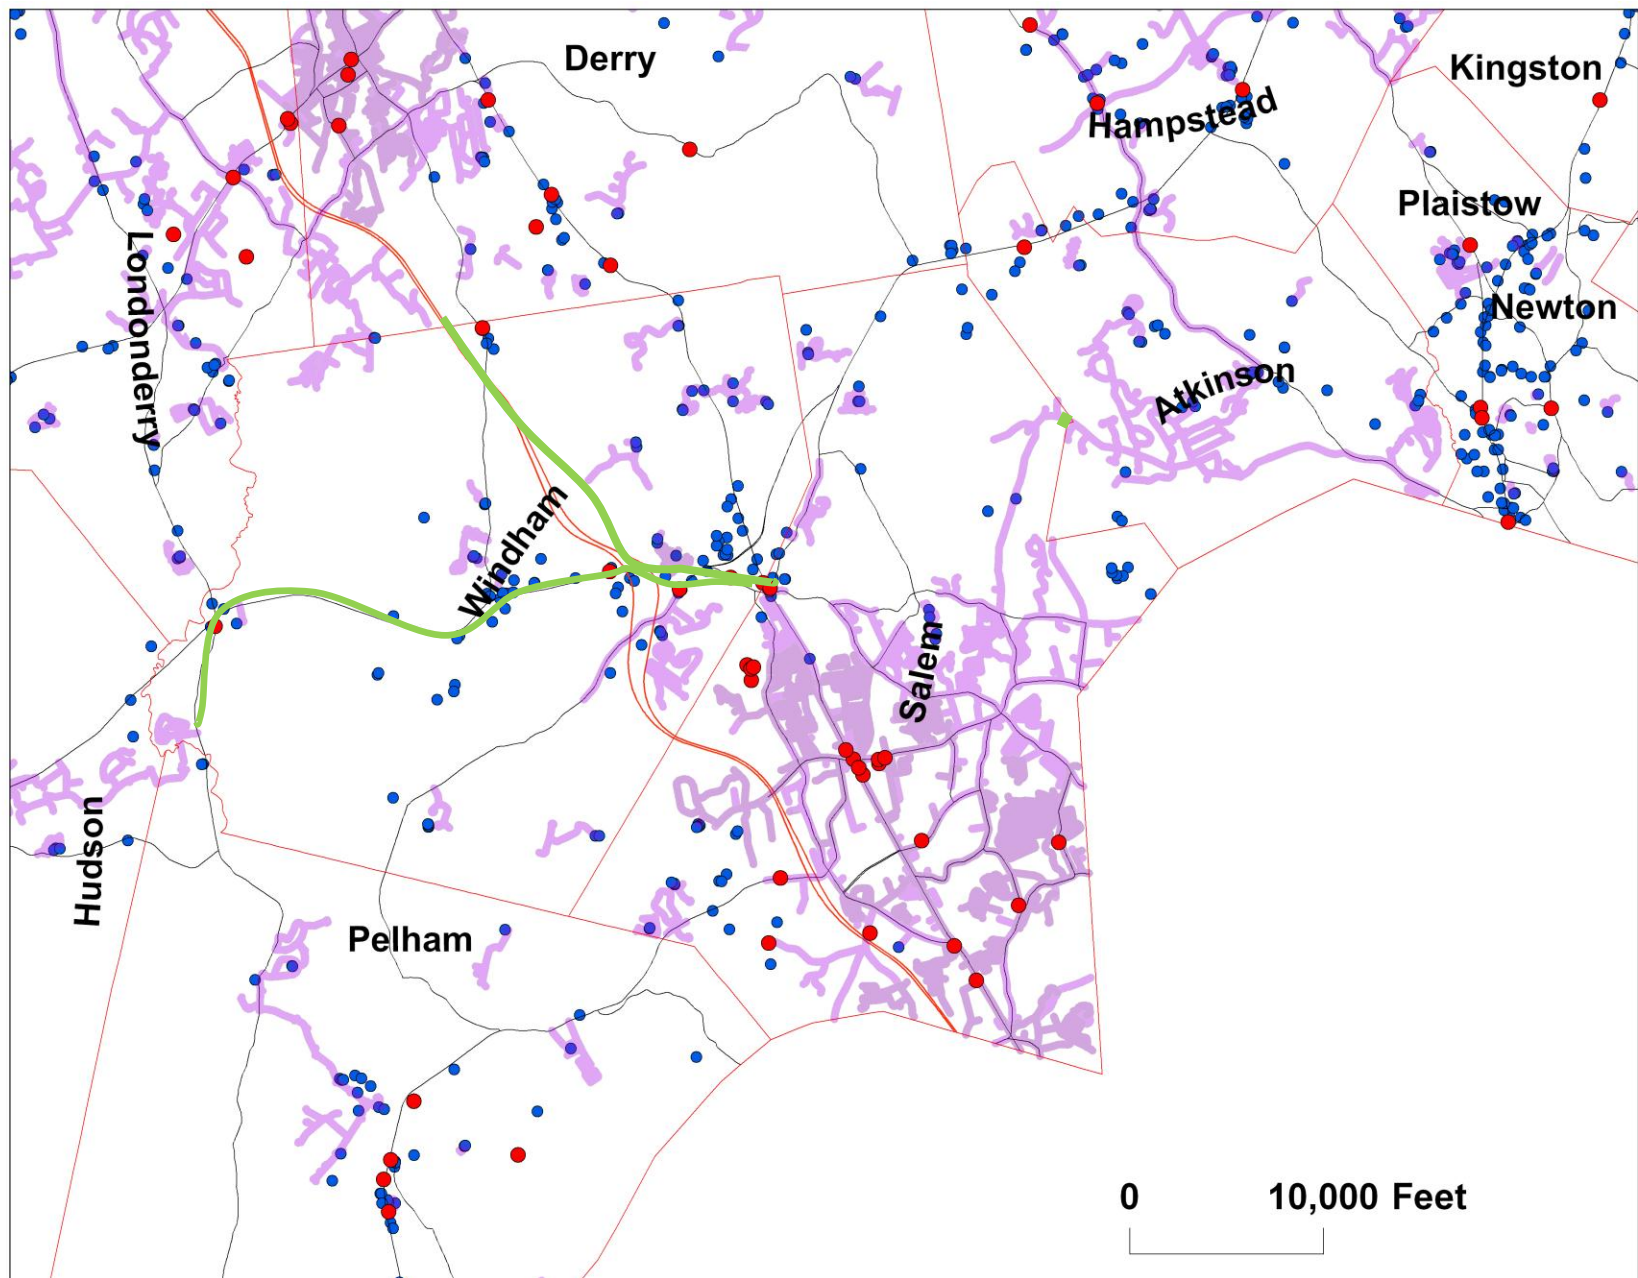 Derry
Kingston
Hampstead
Plaistow
Londonderry
Newton
Atkinson
Windham
Salem
Hudson
Pelham
0 10,000 Feet